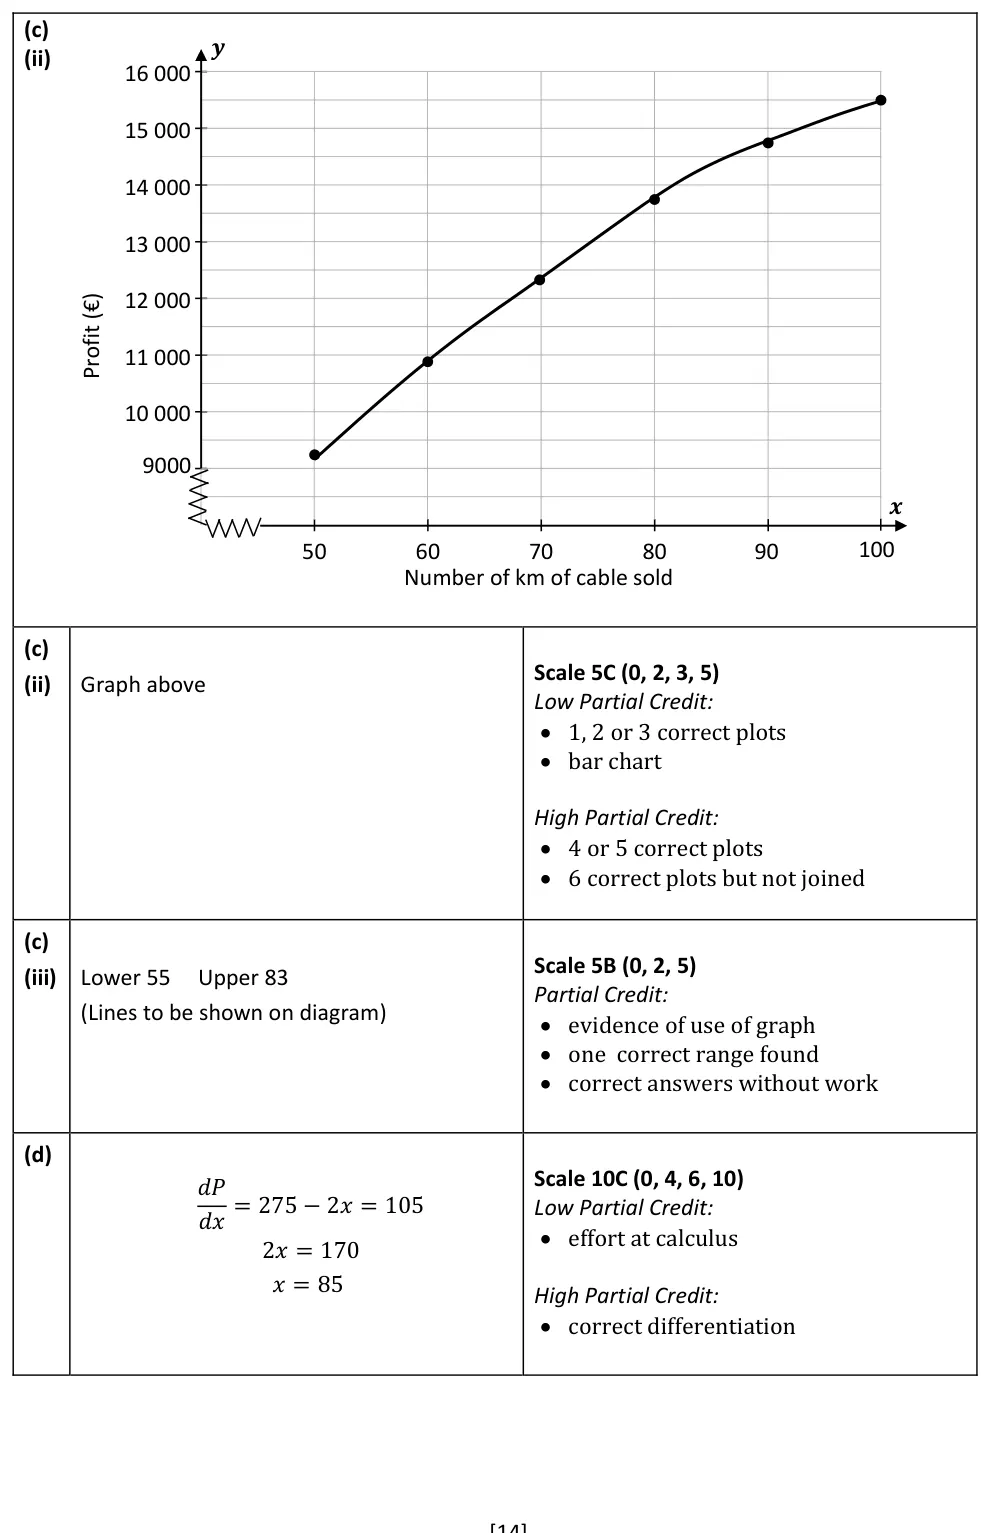 (c)
(ii)
y
16 000
15 000
14 000
13 000
12 000
11 000
10 000
9000
Profit (€)
x
50 60 70 80 90 100
Number of km of cable sold
(c)
(ii) Graph above
Scale 5C (0, 2, 3, 5)
Low Partial Credit:
• 1, 2 or 3 correct plots
• bar chart
High Partial Credit:
• 4 or 5 correct plots
• 6 correct plots but not joined
(c)
(iii) Lower 55 Upper 83
(Lines to be shown on diagram)
Scale 5B (0, 2, 5)
Partial Credit:
• evidence of use of graph
• one correct range found
• correct answers without work
(d)
dP/dx = 275 − 2x = 105
2x = 170
x = 85
Scale 10C (0, 4, 6, 10)
Low Partial Credit:
• effort at calculus
High Partial Credit:
• correct differentiation
[14]